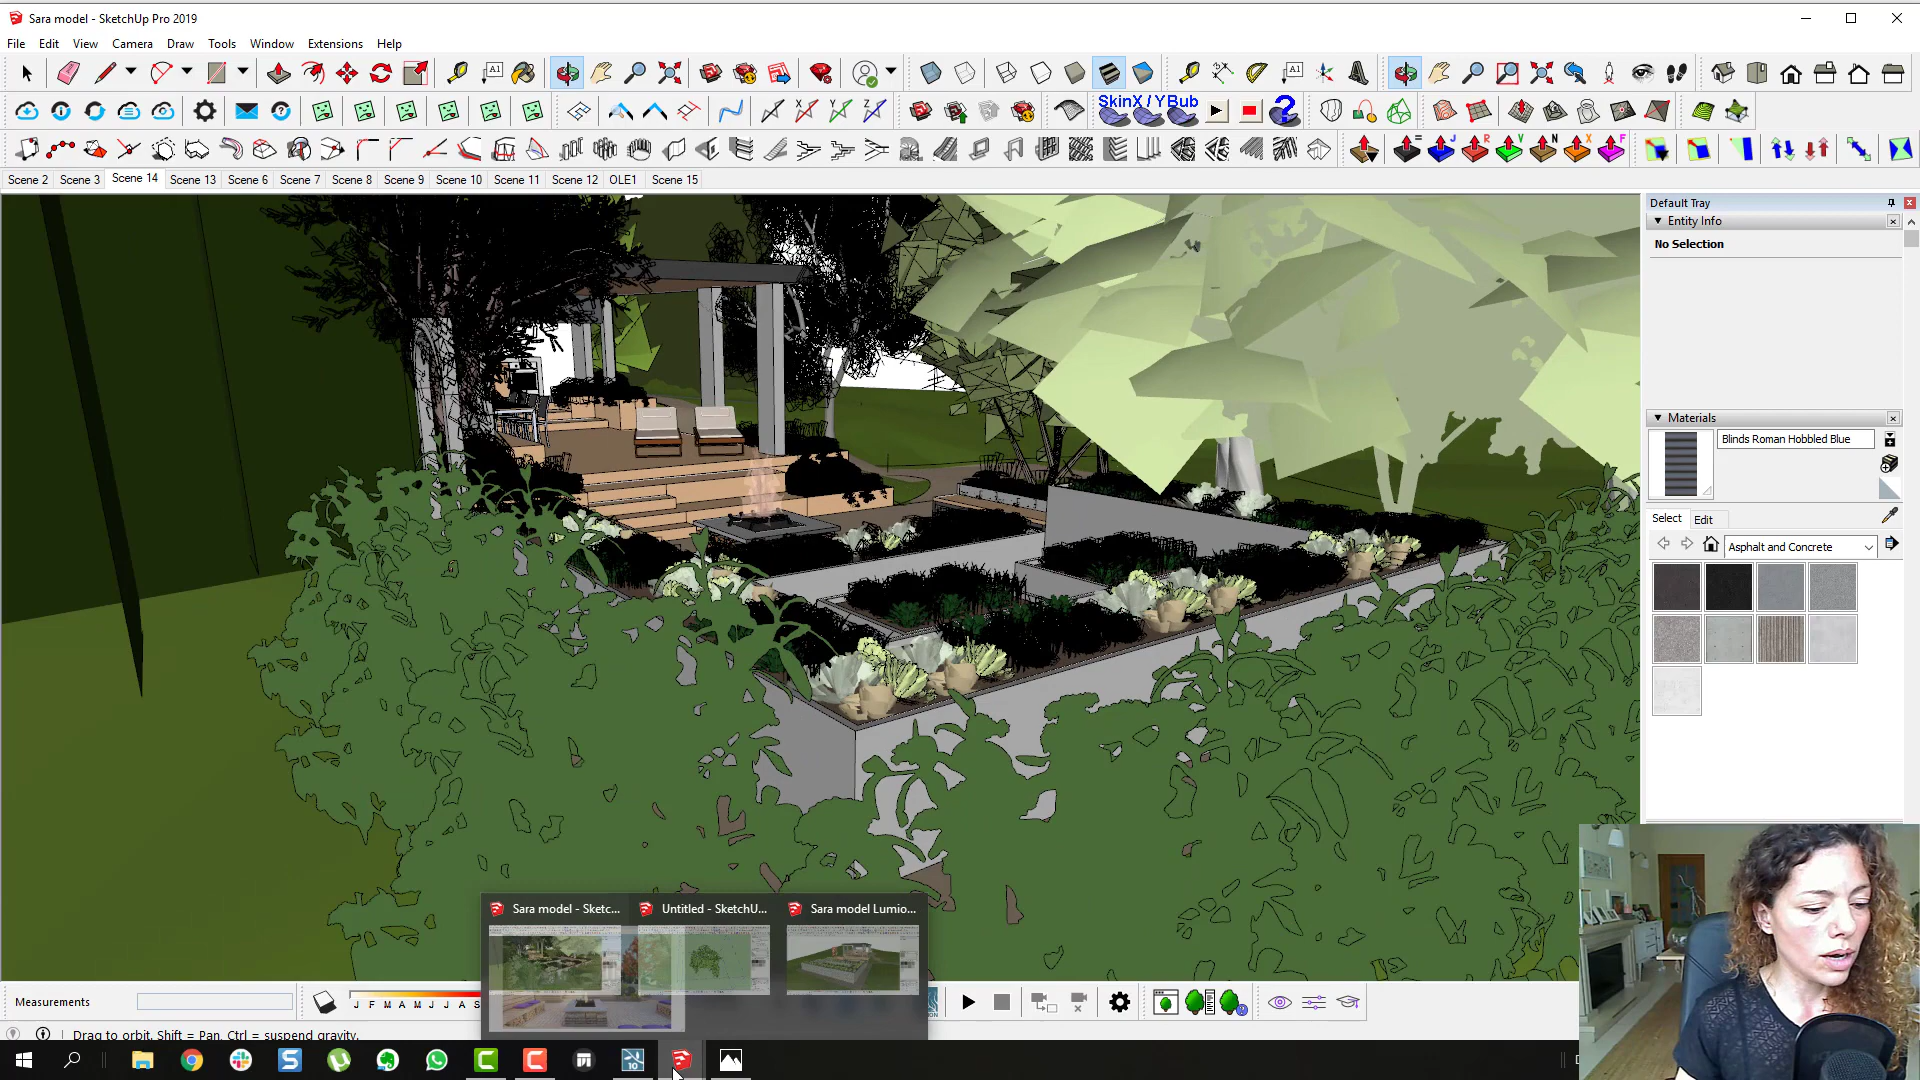 Sara model - SketchUp Pro 2019
File Edit View Camera Draw Tools Window Extensions Help
A1 A1
SkinX / YBub
X Y Z
= J R V N X F
Scene 2 Scene 3 Scene 14 Scene 13 Scene 6 Scene 7 Scene 8 Scene 9 Scene 10 Scene 11 Scene 12 OLE1 Scene 15
Default Tray
Entity Info
No Selection
Materials
Blinds Roman Hobbled Blue
Select Edit
Asphalt and Concrete
Sara model - Sketc... Untitled - SketchU... Sara model Lumio...
Measurements
J F M A M J J A S
Drag to orbit. Shift = Pan, Ctrl = suspend gravity.
10